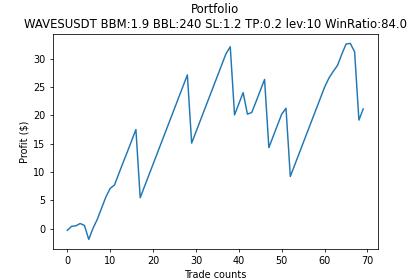 Portfolio
WAVESUSDT BBM:1.9 BBL:240 SL:1.2 TP:0.2 lev:10 WinRatio:84.0
Profit ($)
30
25
20
15
10
5
0
0 10 20 30 40 50 60 70
Trade counts